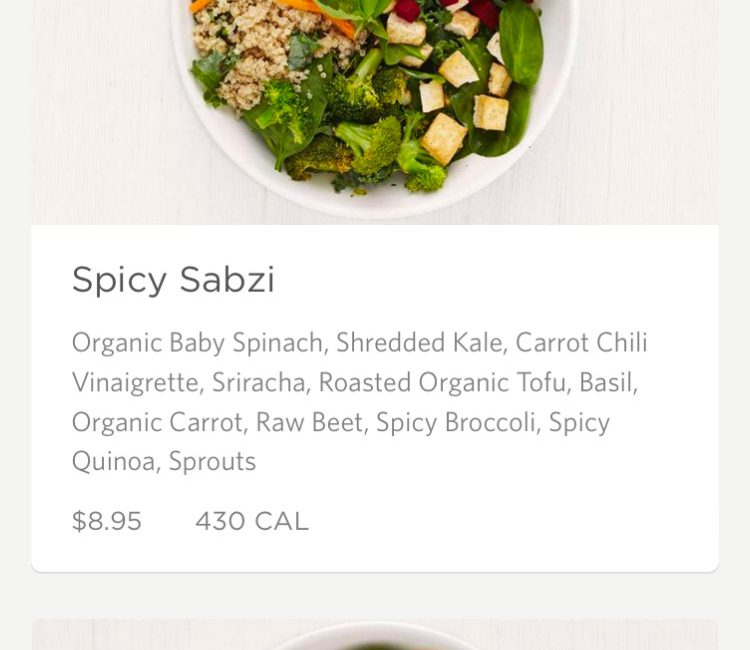 Spicy Sabzi
Organic Baby Spinach, Shredded Kale, Carrot Chili
Vinaigrette, Sriracha, Roasted Organic Tofu, Basil,
Organic Carrot, Raw Beet, Spicy Broccoli, Spicy
Quinoa, Sprouts
$8.95 430 CAL